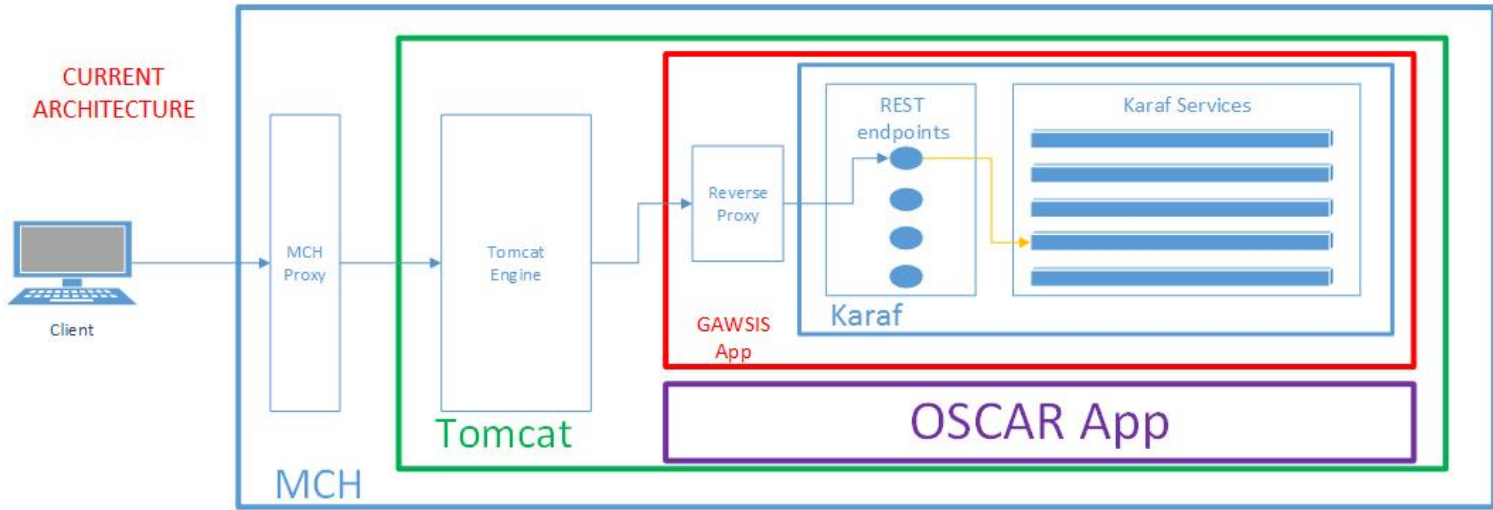 CURRENT
ARCHITECTURE
Client
MCH
Proxy
Tomcat
Engine
Reverse
Proxy
REST
endpoints
Karaf Services
Karaf
GAWSIS
App
OSCAR App
Tomcat
MCH